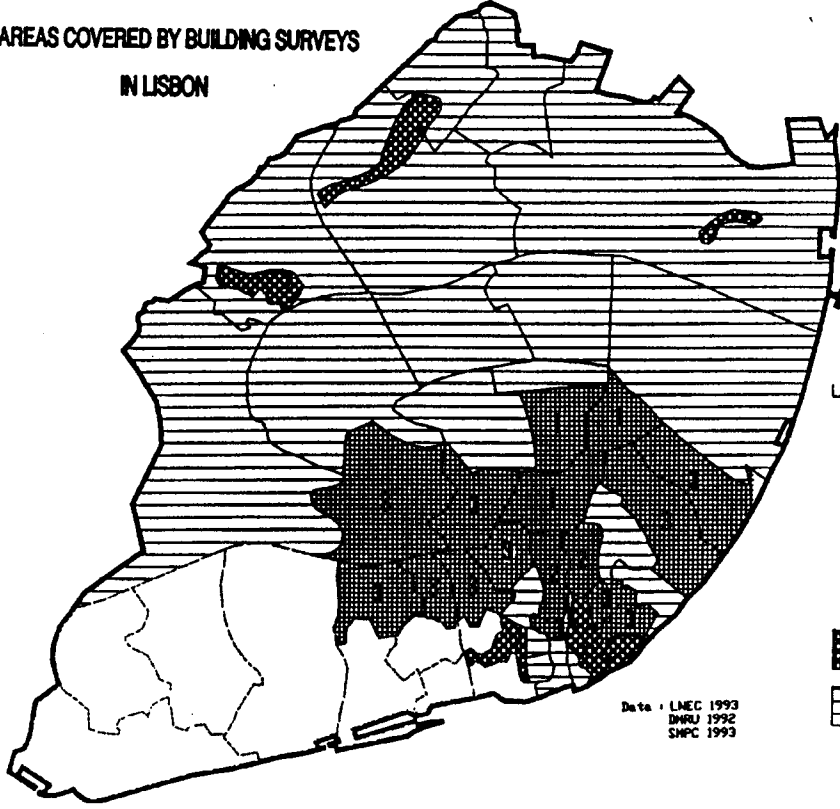 AREAS COVERED BY BUILDING SURVEYS
IN LISBON
Data : LNEC 1993
DMRU 1992
SMPC 1993